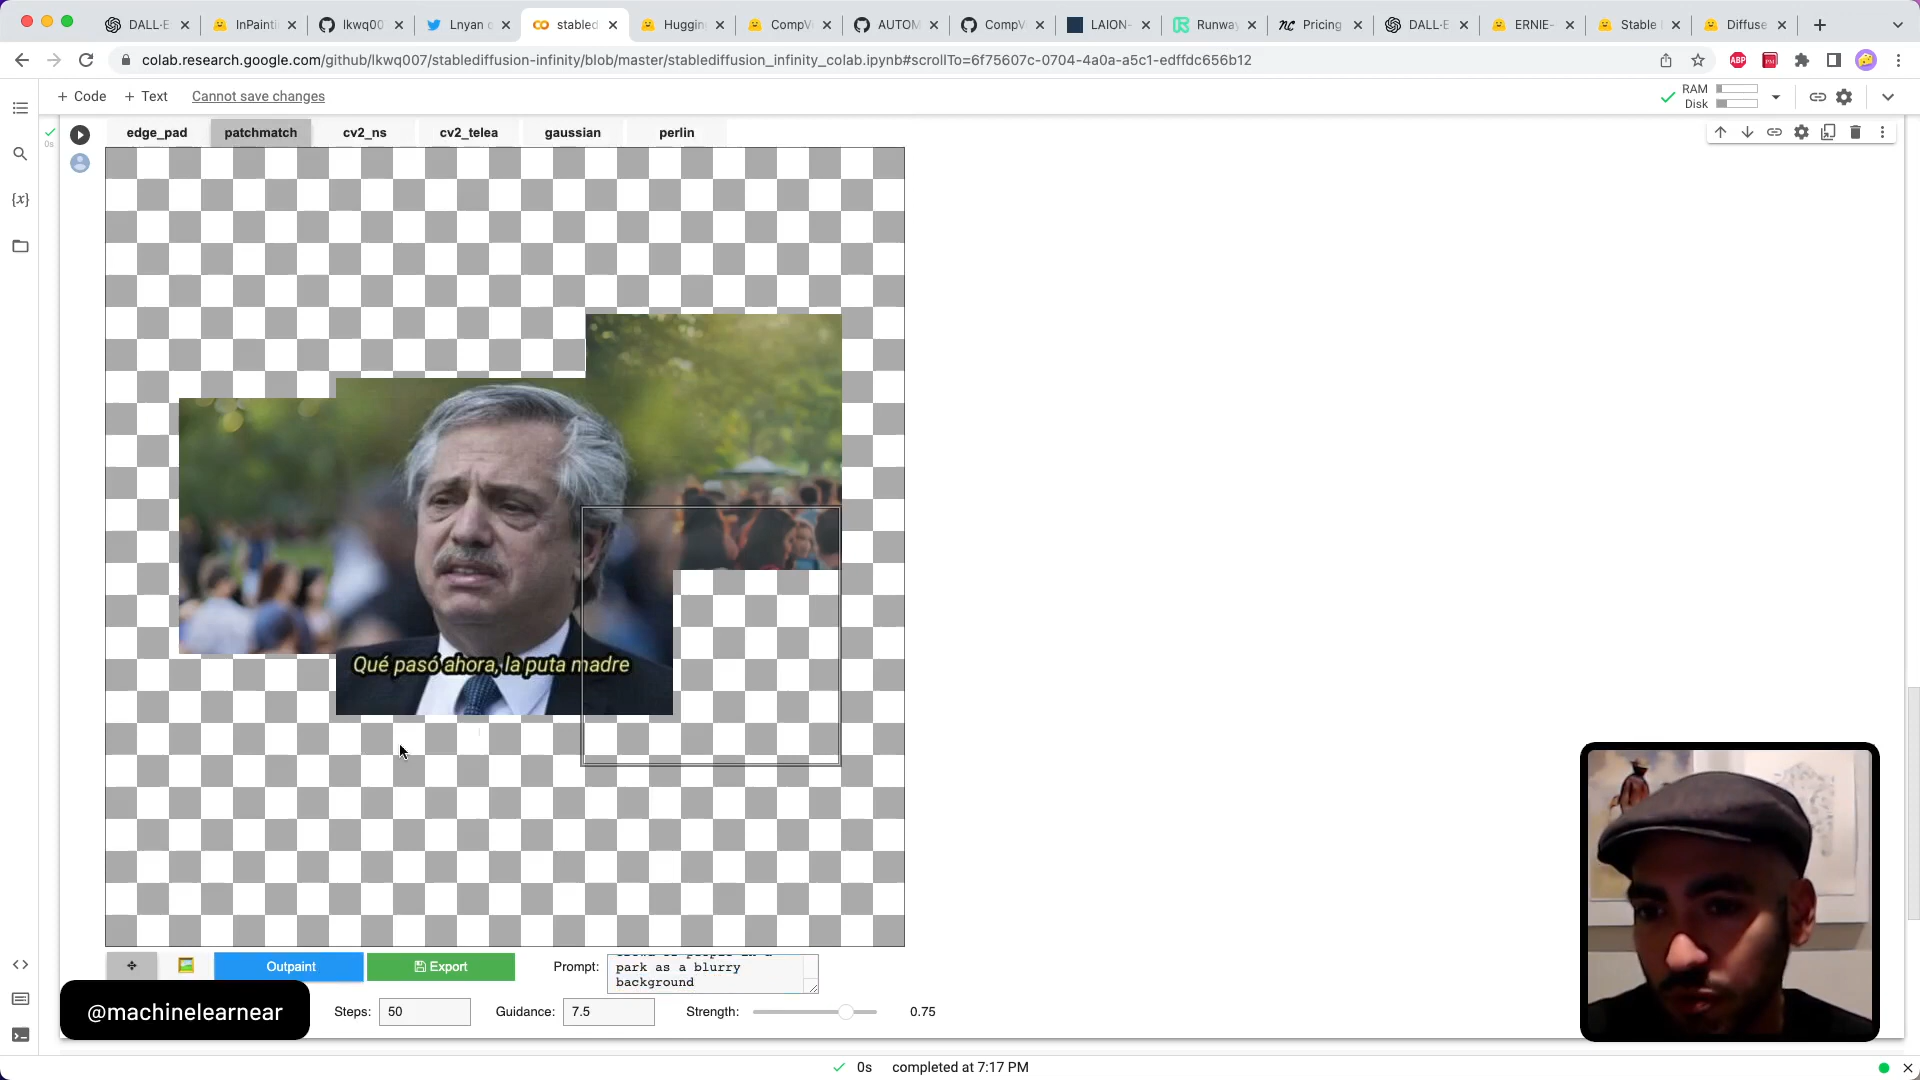 DALL·E
InPainti
lkwq00
Lnyan
stabled
Huggin
CompV
AUTOM
CompV
LAION-
Runway
Pricing
DALL·E
ERNIE-
Stable
Diffuse
colab.research.google.com/github/lkwq007/stablediffusion-infinity/blob/master/stablediffusion_infinity_colab.ipynb#scrollTo=6f75607c-0704-4a0a-a5c1-edffdc656b12
+ Code + Text Cannot save changes
RAM
Disk
0s
edge_pad patchmatch cv2_ns cv2_telea gaussian perlin
{x}
Qué pasó ahora, la puta madre
Outpaint Export Prompt:
park as a blurry
background
@machinelearnear
Steps: 50 Guidance: 7.5 Strength: 0.75
0s completed at 7:17 PM